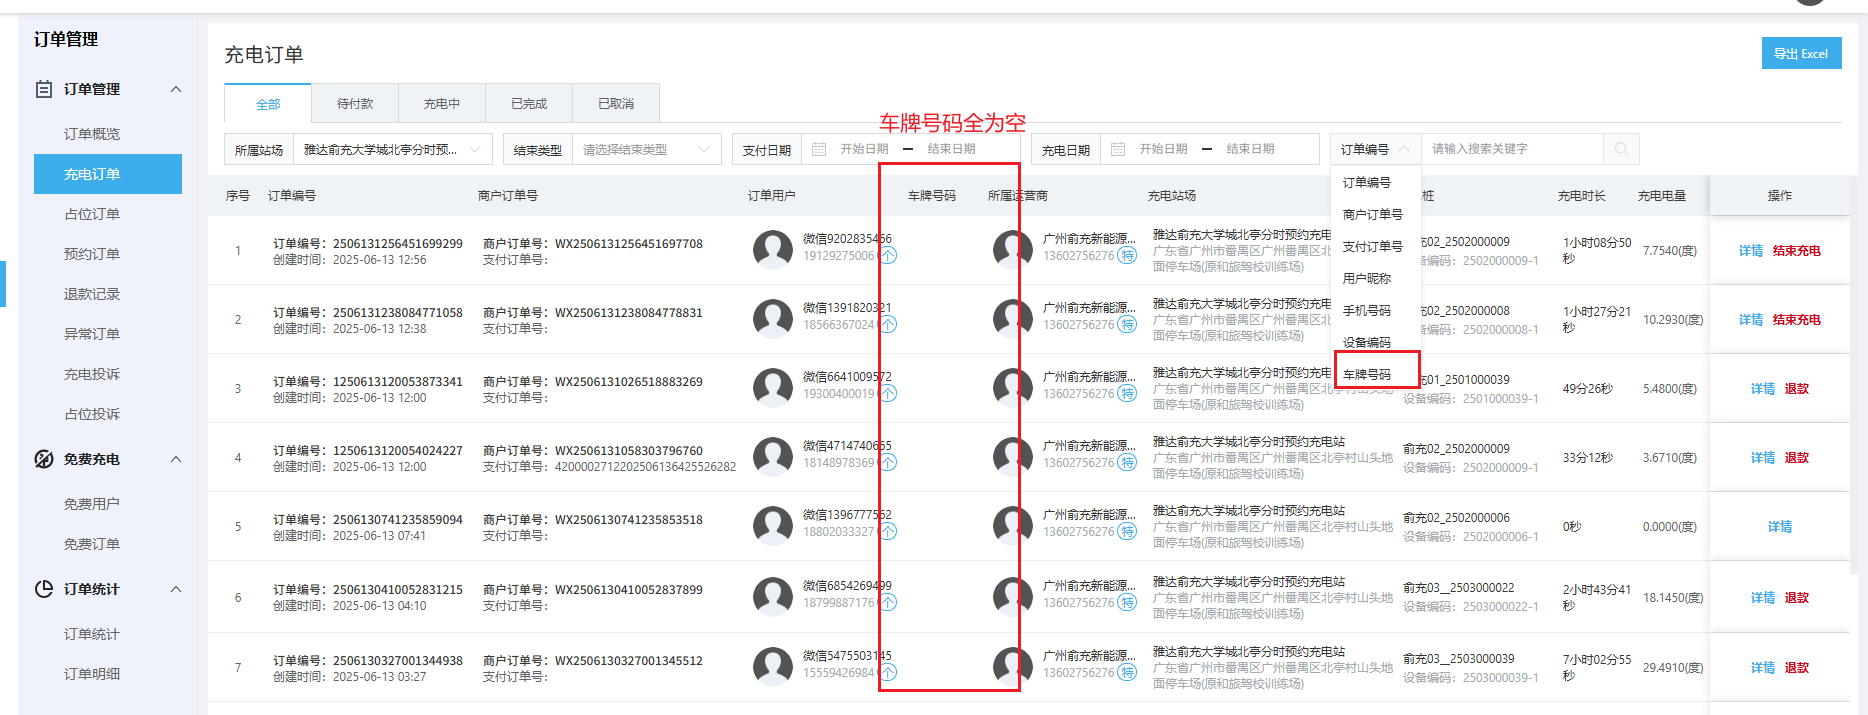 订单管理
订单管理
订单概览
充电订单
占位订单
预约订单
退款记录
异常订单
充电投诉
占位投诉
免费充电
免费用户
免费订单
订单统计
订单统计
订单明细
充电订单
导出 Excel
全部 待付款 充电中 已完成 已取消
车牌号码全为空
所属站场 雅达俞充大学城北亭分时预... 结束类型 请选择结束类型 支付日期 开始日期 结束日期 充电日期 开始日期 结束日期 订单编号 请输入搜索关键字
订单编号
商户订单号
支付订单号
用户昵称
手机号码
设备编码
车牌号码
序号 订单编号 商户订单号 订单用户 车牌号码 所属运营商 充电站场 桩 充电时长 充电电量 操作
1 订单编号：2506131256451699299 商户订单号：WX2506131256451697708 微信9202835466 广州俞充新能源... 雅达俞充大学城北亭分时预约充电 充02_2502000009 1小时08分50秒 7.7540(度) 详情 结束充电
创建时间：2025-06-13 12:56 支付订单号： 19129275006 个 13602756276 特 广东省广州市番禺区广州番禺区北亭村山头地面停车场(原和旅驾校训练场) 备编码：2502000009-1
2 订单编号：2506131238084771058 商户订单号：WX2506131238084778831 微信1391820321 广州俞充新能源... 雅达俞充大学城北亭分时预约充电 充02_2502000008 1小时27分21秒 10.2930(度) 详情 结束充电
创建时间：2025-06-13 12:38 支付订单号： 18566367024 个 13602756276 特 广东省广州市番禺区广州番禺区北亭村山头地面停车场(原和旅驾校训练场) 备编码：2502000008-1
3 订单编号：1250613120053873341 商户订单号：WX2506131026518883269 微信6641009572 广州俞充新能源... 雅达俞充大学城北亭分时预约充电 充01_2501000039 49分26秒 5.4800(度) 详情 退款
创建时间：2025-06-13 12:00 支付订单号： 19300400019 个 13602756276 特 广东省广州市番禺区广州番禺区北亭村山头地面停车场(原和旅驾校训练场) 设备编码：2501000039-1
4 订单编号：1250613120054024227 商户订单号：WX2506131058303796760 微信4714740665 广州俞充新能源... 雅达俞充大学城北亭分时预约充电站 俞充02_2502000009 33分12秒 3.6710(度) 详情 退款
创建时间：2025-06-13 12:00 支付订单号：4200002712202506136425526282 18148978369 个 13602756276 特 广东省广州市番禺区广州番禺区北亭村山头地面停车场(原和旅驾校训练场) 设备编码：2502000009-1
5 订单编号：2506130741235859094 商户订单号：WX2506130741235853518 微信1396777562 广州俞充新能源... 雅达俞充大学城北亭分时预约充电站 俞充02_2502000006 0秒 0.0000(度) 详情
创建时间：2025-06-13 07:41 支付订单号： 18802033327 个 13602756276 特 广东省广州市番禺区广州番禺区北亭村山头地面停车场(原和旅驾校训练场) 设备编码：2502000006-1
6 订单编号：2506130410052831215 商户订单号：WX2506130410052837899 微信6854269499 广州俞充新能源... 雅达俞充大学城北亭分时预约充电站 俞充03__2503000022 2小时43分41秒 18.1450(度) 详情 退款
创建时间：2025-06-13 04:10 支付订单号： 18799887176 个 13602756276 特 广东省广州市番禺区广州番禺区北亭村山头地面停车场(原和旅驾校训练场) 设备编码：2503000022-1
7 订单编号：2506130327001344938 商户订单号：WX2506130327001345512 微信5475503145 广州俞充新能源... 雅达俞充大学城北亭分时预约充电站 俞充03__2503000039 7小时02分55秒 29.4910(度) 详情 退款
创建时间：2025-06-13 03:27 支付订单号： 15559426984 个 13602756276 特 广东省广州市番禺区广州番禺区北亭村山头地面停车场(原和旅驾校训练场) 设备编码：2503000039-1